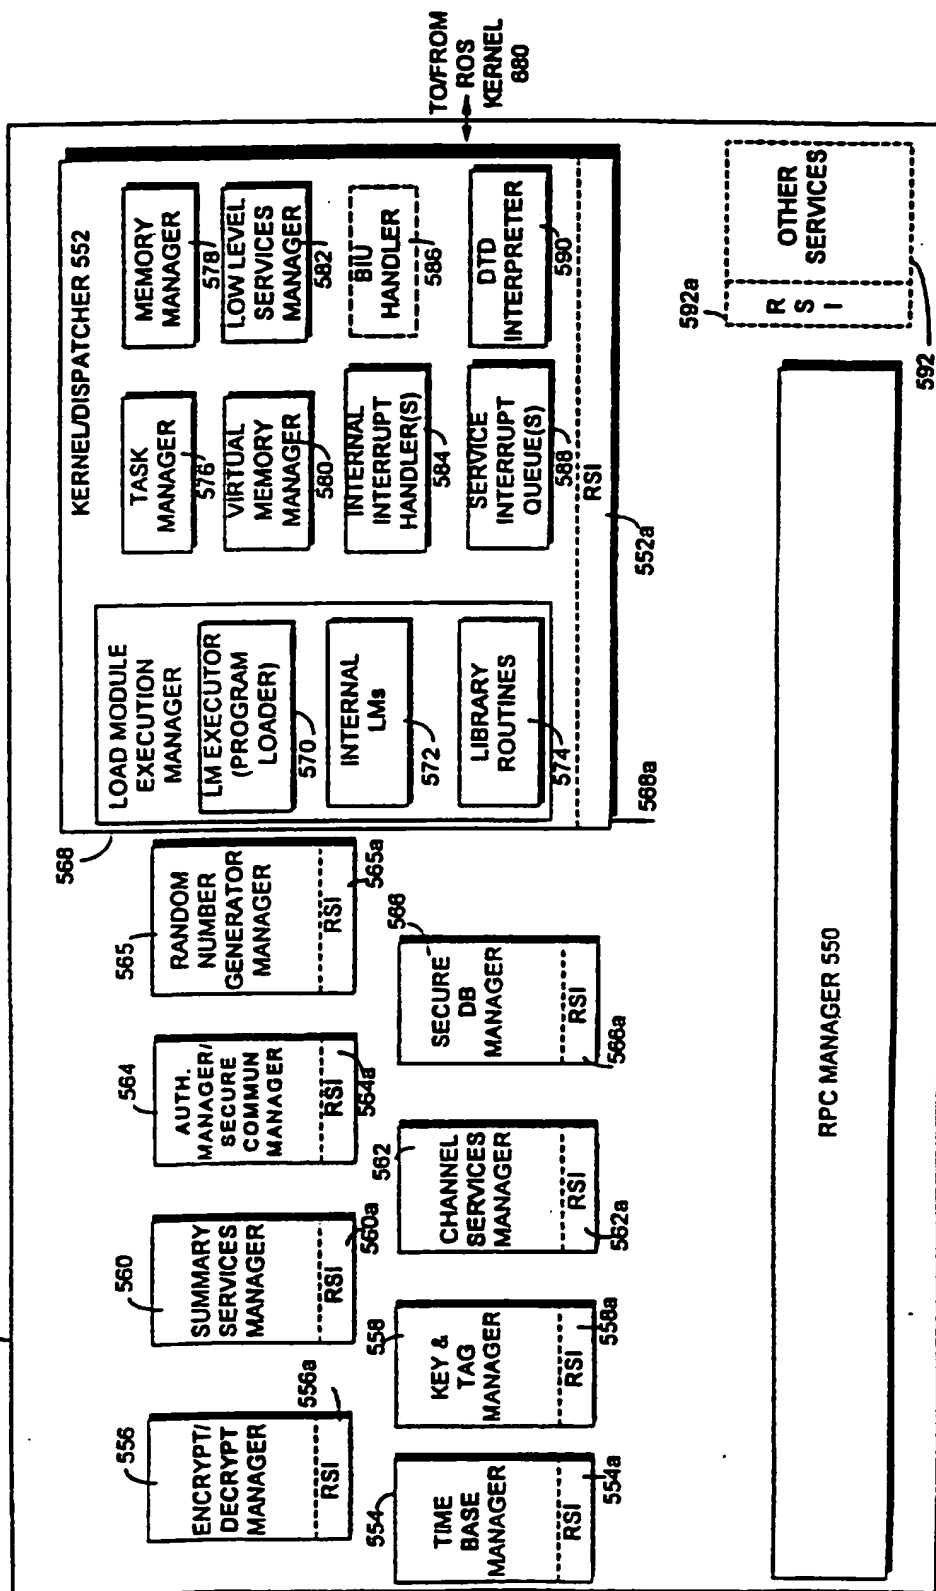 TO/FROM
ROS
KERNEL
680
KERNEL/DISPATCHER 552
LOAD MODULE
EXECUTION
MANAGER
568
LM EXECUTOR
(PROGRAM
LOADER)
570
INTERNAL
LMs
572
LIBRARY
ROUTINES
574
568a
TASK
MANAGER
576
MEMORY
MANAGER
578
VIRTUAL
MEMORY
MANAGER
580
LOW LEVEL
SERVICES
MANAGER
582
INTERNAL
INTERRUPT
HANDLER(S)
584
BIU
HANDLER
586
SERVICE
INTERRUPT
QUEUE(S)
588
DTD
INTERPRETER
590
RSI
552a
556
ENCRYPT/
DECRYPT
MANAGER
RSI
556a
560
SUMMARY
SERVICES
MANAGER
RSI
560a
564
AUTH.
MANAGER/
SECURE
COMMUN
MANAGER
RSI
564a
565
RANDOM
NUMBER
GENERATOR
MANAGER
RSI
565a
554
TIME
BASE
MANAGER
RSI
554a
558
KEY &
TAG
MANAGER
RSI
558a
562
CHANNEL
SERVICES
MANAGER
RSI
562a
566
SECURE
DB
MANAGER
RSI
566a
RPC MANAGER 550
592a
R
S
I
OTHER
SERVICES
592